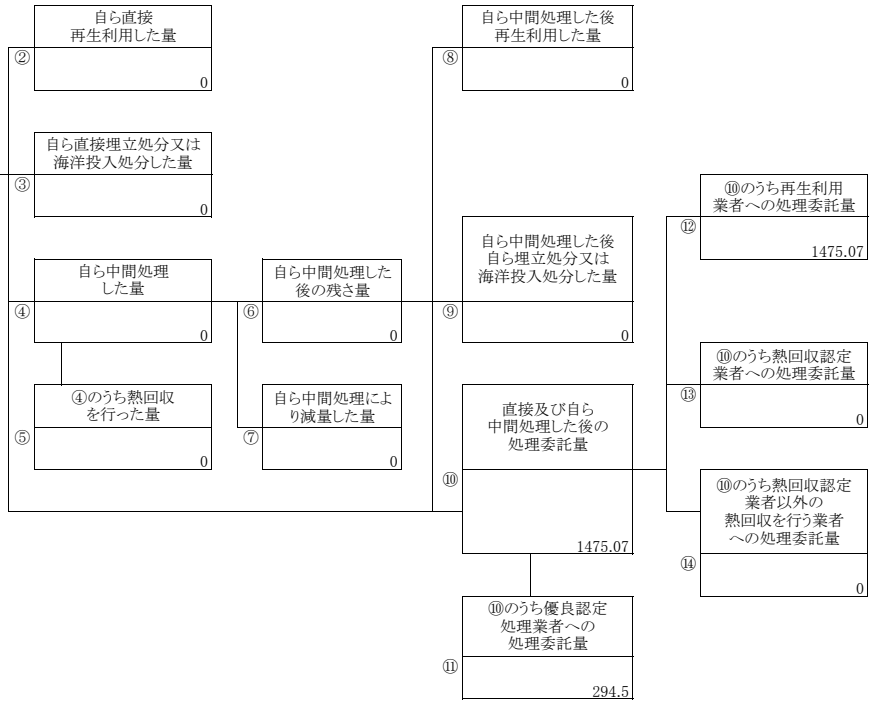 自ら直接
再生利用した量
②
0
自ら直接埋立処分又は
海洋投入処分した量
③
0
自ら中間処理
した量
④
0
④のうち熱回収
を行った量
⑤
0
自ら中間処理した
後の残さ量
⑥
0
自ら中間処理によ
り減量した量
⑦
0
自ら中間処理した後
再生利用した量
⑧
0
自ら中間処理した後
自ら埋立処分又は
海洋投入処分した量
⑨
0
直接及び自ら
中間処理した後の
処理委託量
⑩
1475.07
⑩のうち優良認定
処理業者への
処理委託量
⑪
294.5
⑩のうち再生利用
業者への処理委託量
⑫
1475.07
⑩のうち熱回収認定
業者への処理委託量
⑬
0
⑩のうち熱回収認定
業者以外の
熱回収を行う業者
への処理委託量
⑭
0